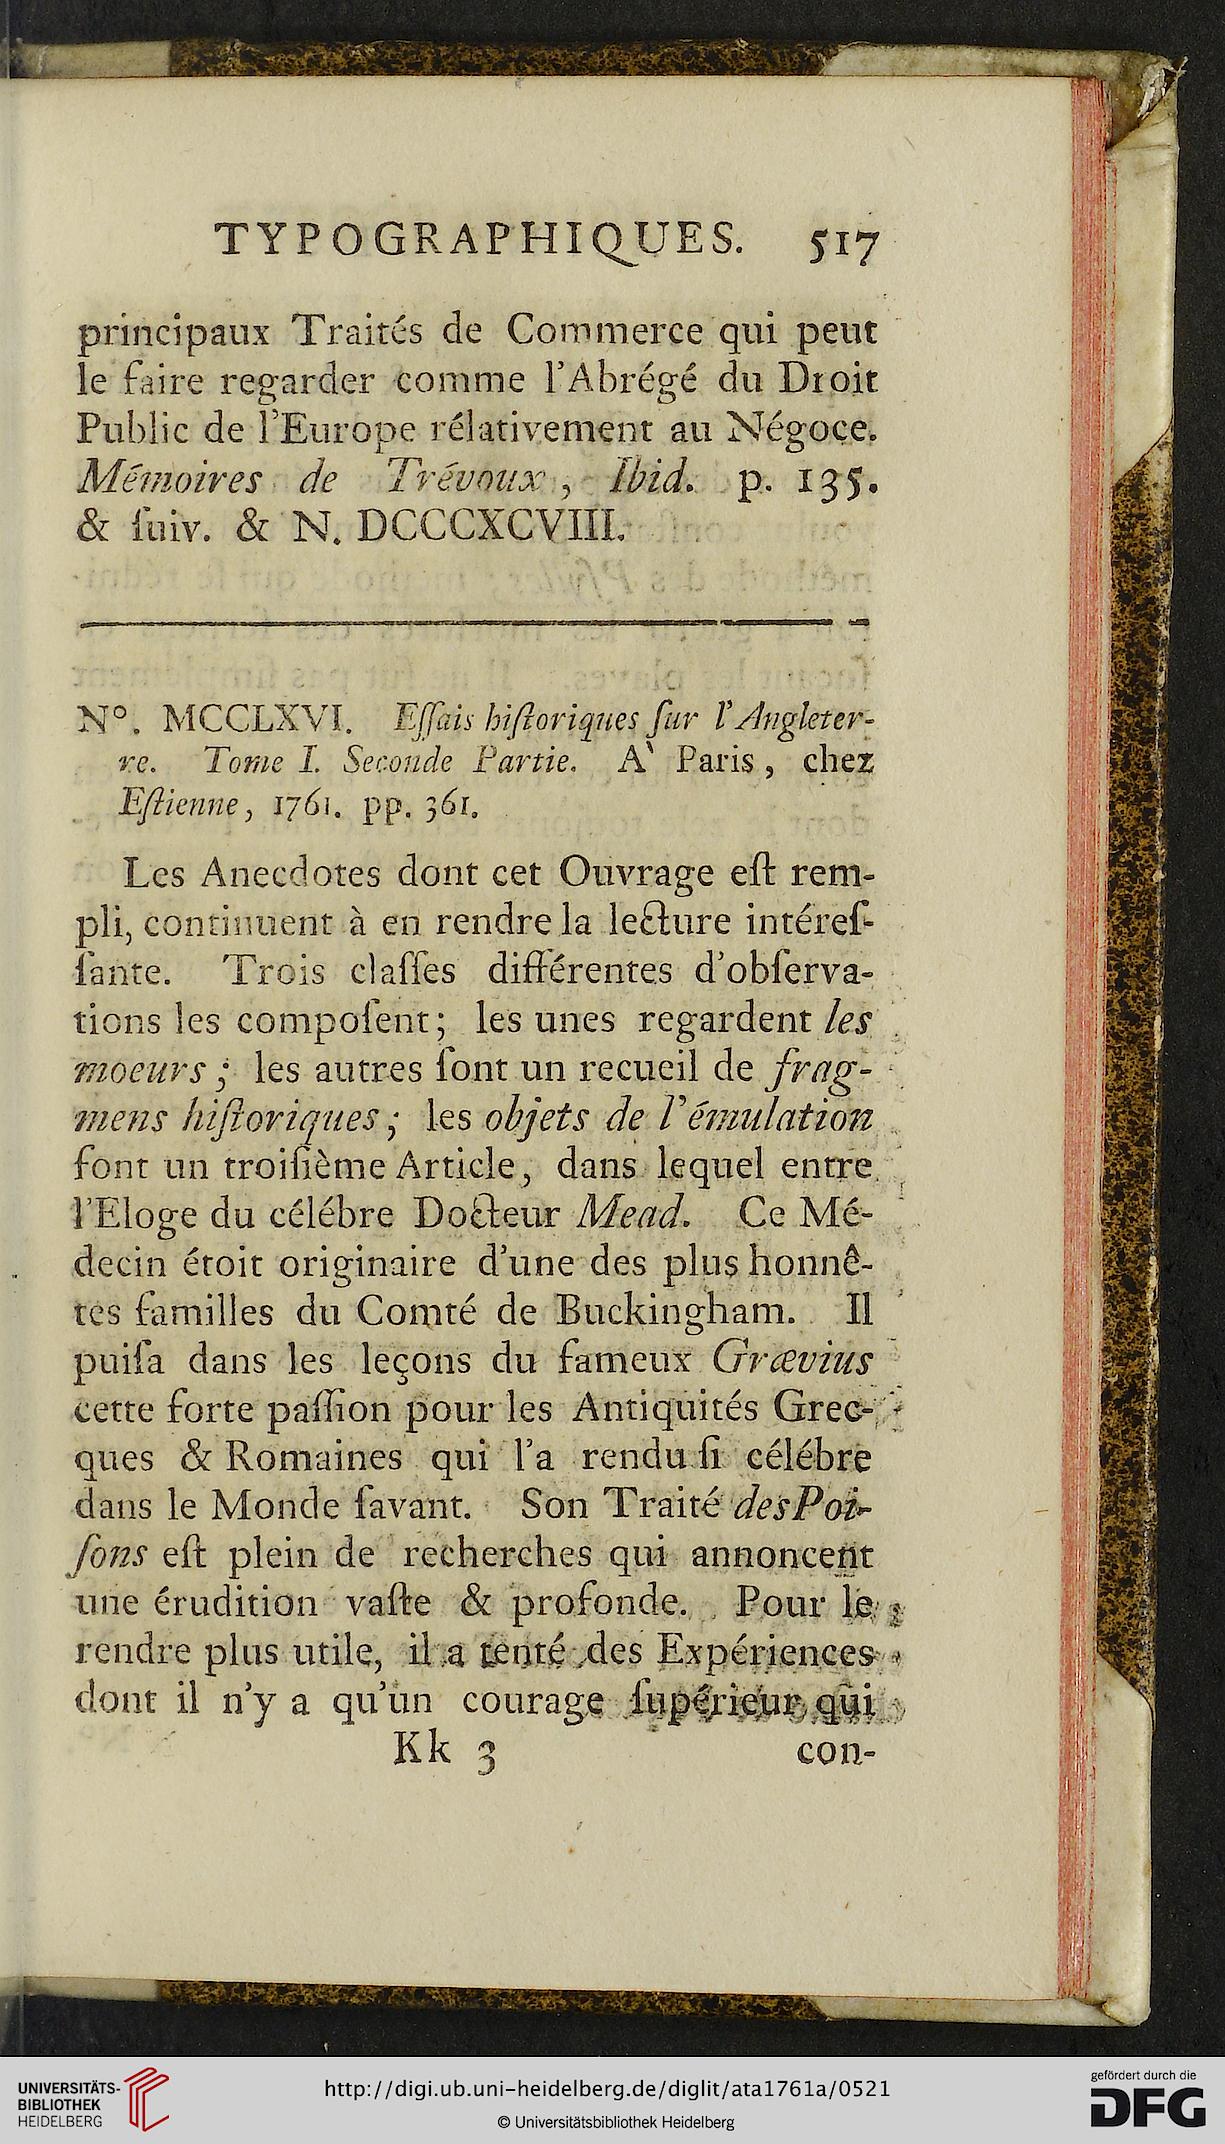 TYPOGRAPHIQUES. 517
principaux Traités de Commerce qui peut
le faire regarder comme l'Abrégé du Droit
Public de l'Europe rélativement au Négoce.
Mémoires de Trévoux, Ibid. p. 135.
& ſuiv. & N. DCCCXCVIII.
N°. MCCLXVI. Eſſais hiſtoriques ſur l'Angleter-
re. Tome I. Seconde Partie. A` Paris, chez
Eſtienne, 1761. pp. 361.
Les Anecdotes dont cet Ouvrage eſt rem-
pli, continuent à en rendre la lecture intéreſ-
ſante. Trois claſſes différentes d'obſerva-
tions les compoſent; les unes regardent les
moeurs; les autres ſont un recueil de frag-
mens hiſtoriques; les objets de l'émulation
font un troiſième Article, dans lequel entre
l'Eloge du célébre Docteur Mead. Ce Mé-
decin étoit originaire d'une des plus honnê-
tes familles du Comté de Buckingham. Il
puiſa dans les leçons du fameux Grævius
cette forte paſſion pour les Antiquités Grec-
ques & Romaines qui l'a rendu ſi célébre
dans le Monde ſavant. Son Traité des Poi-
ſons eſt plein de recherches qui annoncent
une érudition vaſte & profonde. Pour le
rendre plus utile, il a tenté des Expériences
dont il n'y a qu'un courage ſupérieur qui
Kk 3 con-
UNIVERSITÄTS-
BIBLIOTHEK
HEIDELBERG
http://digi.ub.uni-heidelberg.de/diglit/ata1761a/0521
© Universitätsbibliothek Heidelberg
gefördert durch die
DFG